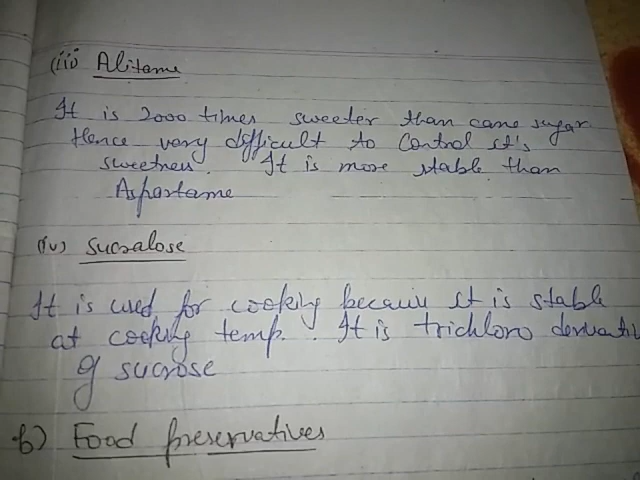 (iii) Alitame
It is 2000 times sweeter than cane sugar.
Hence very difficult to Control it's
sweetness. It is more stable than
Aspartame
(iv) Sucralose
It is used for cooking because it is stable
at cooking temp. It is trichloro derivati
of sucrose
b) Food preservatives